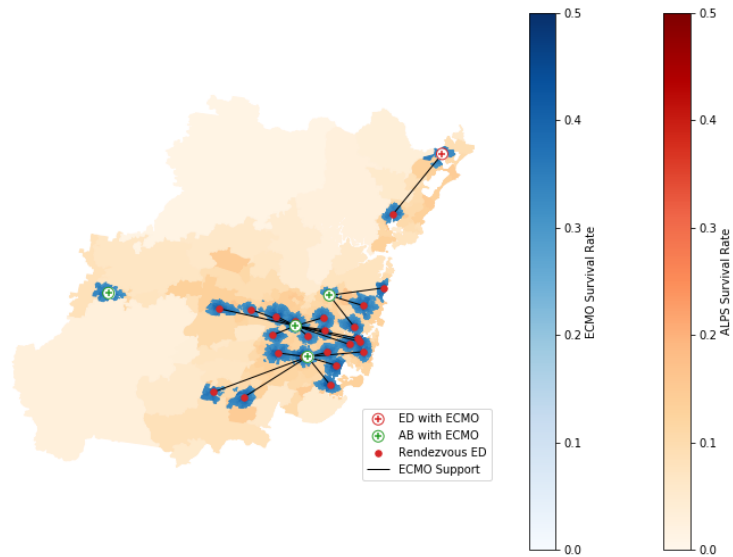 0.5
0.4
0.3
0.2
0.1
0.0
ECMO Survival Rate
0.5
0.4
0.3
0.2
0.1
0.0
ALPS Survival Rate
ED with ECMO
AB with ECMO
Rendezvous ED
ECMO Support